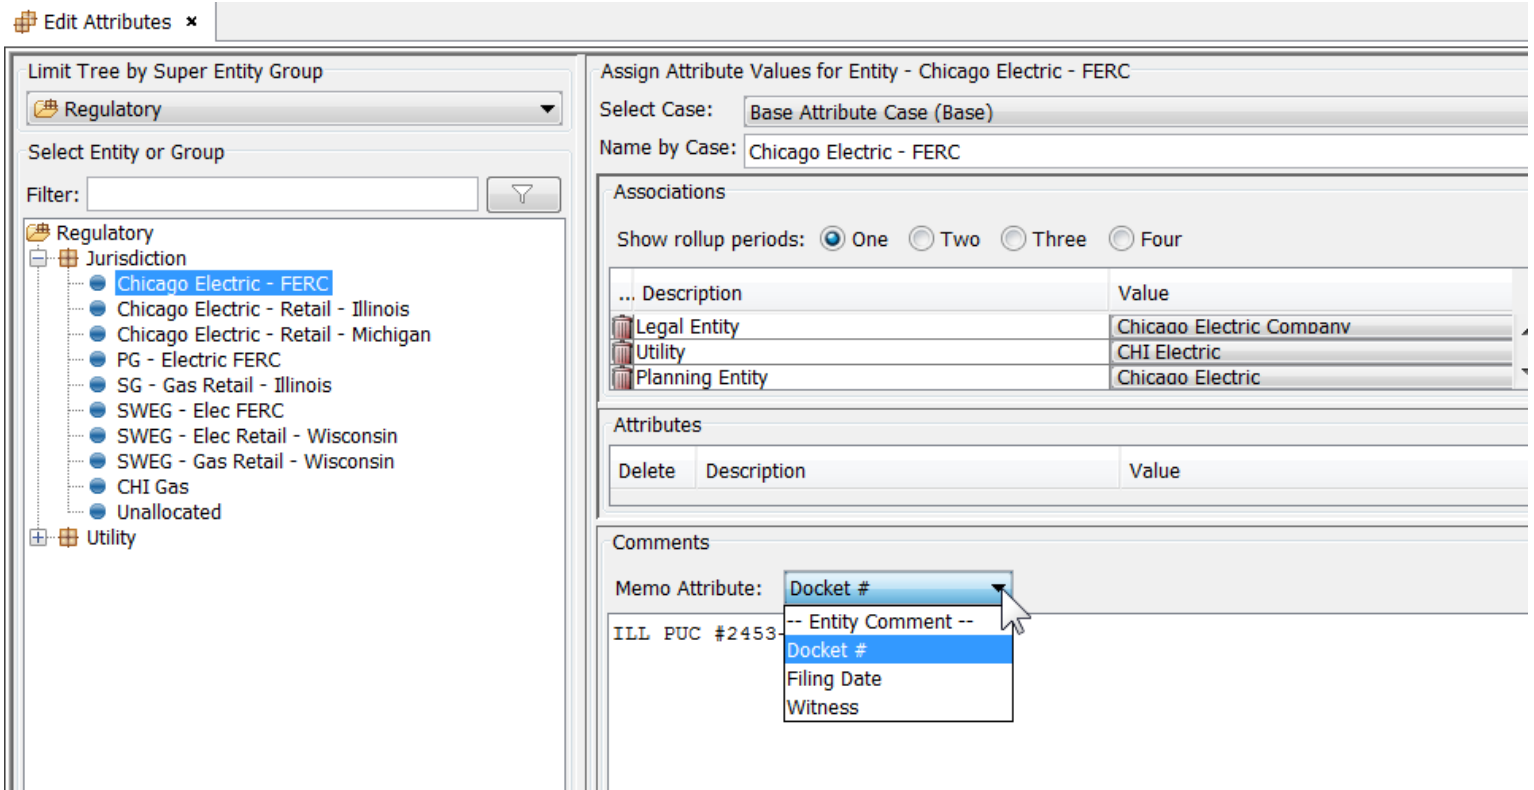 Edit Attributes
Limit Tree by Super Entity Group
Regulatory
Select Entity or Group
Filter:
Regulatory
Jurisdiction
Chicago Electric - FERC
Chicago Electric - Retail - Illinois
Chicago Electric - Retail - Michigan
PG - Electric FERC
SG - Gas Retail - Illinois
SWEG - Elec FERC
SWEG - Elec Retail - Wisconsin
SWEG - Gas Retail - Wisconsin
CHI Gas
Unallocated
Utility
Assign Attribute Values for Entity - Chicago Electric - FERC
Select Case: Base Attribute Case (Base)
Name by Case: Chicago Electric - FERC
Associations
Show rollup periods: One Two Three Four
... Description Value
Legal Entity Chicago Electric Company
Utility CHI Electric
Planning Entity Chicago Electric
Attributes
Delete Description Value
Comments
Memo Attribute: Docket #
-- Entity Comment --
ILL PUC #2453-
Docket #
Filing Date
Witness